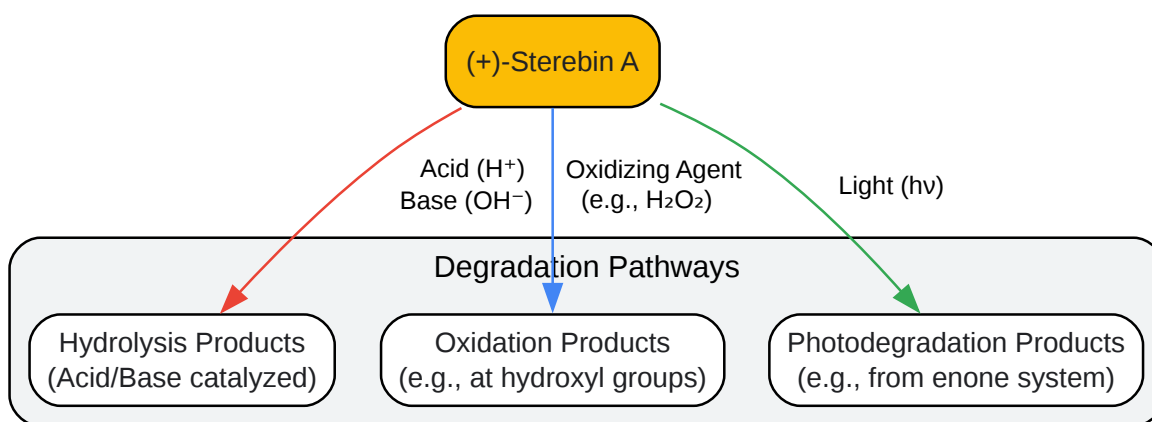 (+)-Sterebin A
Acid (H⁺)
Base (OH⁻)
Oxidizing Agent
(e.g., H₂O₂)
Light (hν)
Degradation Pathways
Hydrolysis Products
(Acid/Base catalyzed)
Oxidation Products
(e.g., at hydroxyl groups)
Photodegradation Products
(e.g., from enone system)